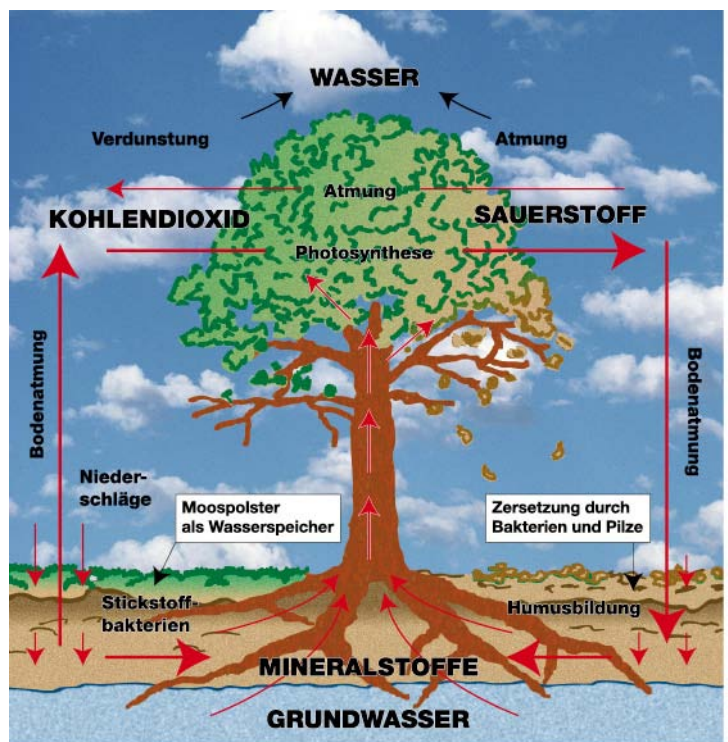 WASSER
Verdunstung
Atmung
Atmung
KOHLENDIOXID
SAUERSTOFF
Photosynthese
Bodenatmung
Bodenatmung
Nieder-
schläge
Moospolster
als Wasserspeicher
Zersetzung durch
Bakterien und Pilze
Stickstoff-
bakterien
Humusbildung
MINERALSTOFFE
GRUNDWASSER